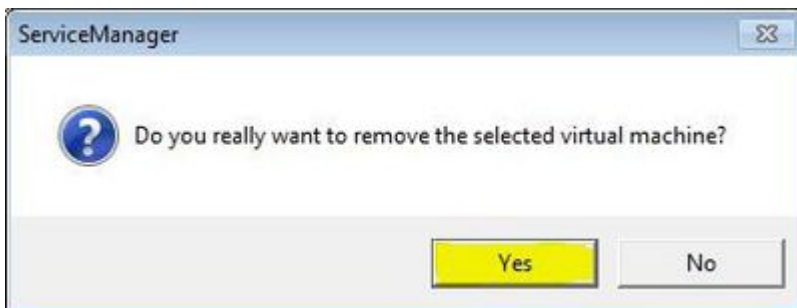 ServiceManager
Do you really want to remove the selected virtual machine?
Yes No